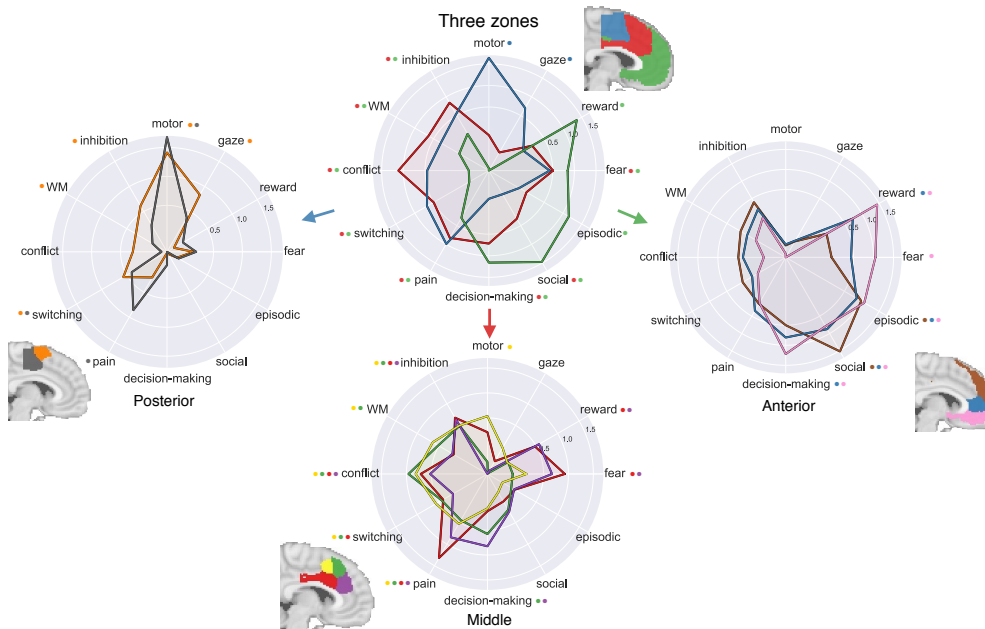 Three zones
motor
inhibition
gaze
WM
reward
1.5
1.0
0.5
conflict
fear
switching
episodic
pain
social
decision-making
motor
inhibition
gaze
WM
reward
1.5
1.0
conflict
fear
switching
episodic
pain
social
decision-making
Posterior
motor
inhibition
gaze
WM
reward
1.5
1.0
0.5
conflict
fear
switching
episodic
pain
social
decision-making
Anterior
motor
inhibition
gaze
WM
reward
1.5
1.0
0.5
conflict
fear
switching
episodic
pain
social
decision-making
Middle